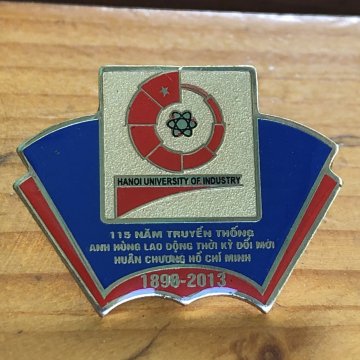 HANOI UNIVERSITY OF INDUSTRY
115 NĂM TRUYỀN THỐNG
ANH HÙNG LAO ĐỘNG THỜI KỲ ĐỔI MỚI
HUÂN CHƯƠNG HỒ CHÍ MINH
1898-2013